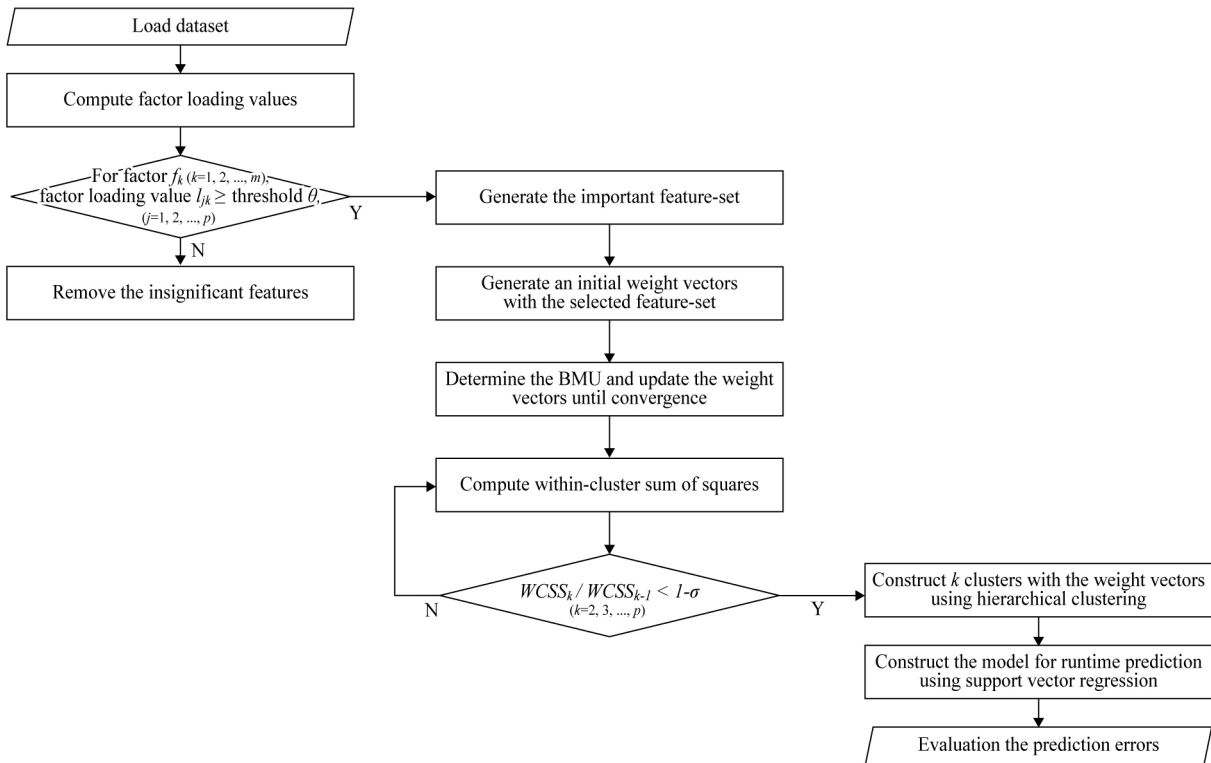 Load dataset
Compute factor loading values
For factor fk (k=1, 2, ..., m),
factor loading value ljk ≥ threshold θ,
(j=1, 2, ..., p)
Y
N
Remove the insignificant features
Generate the important feature-set
Generate an initial weight vectors
with the selected feature-set
Determine the BMU and update the weight
vectors until convergence
Compute within-cluster sum of squares
WCSSk / WCSSk-1 < 1-σ
(k=2, 3, ..., p)
N
Y
Construct k clusters with the weight vectors
using hierarchical clustering
Construct the model for runtime prediction
using support vector regression
Evaluation the prediction errors